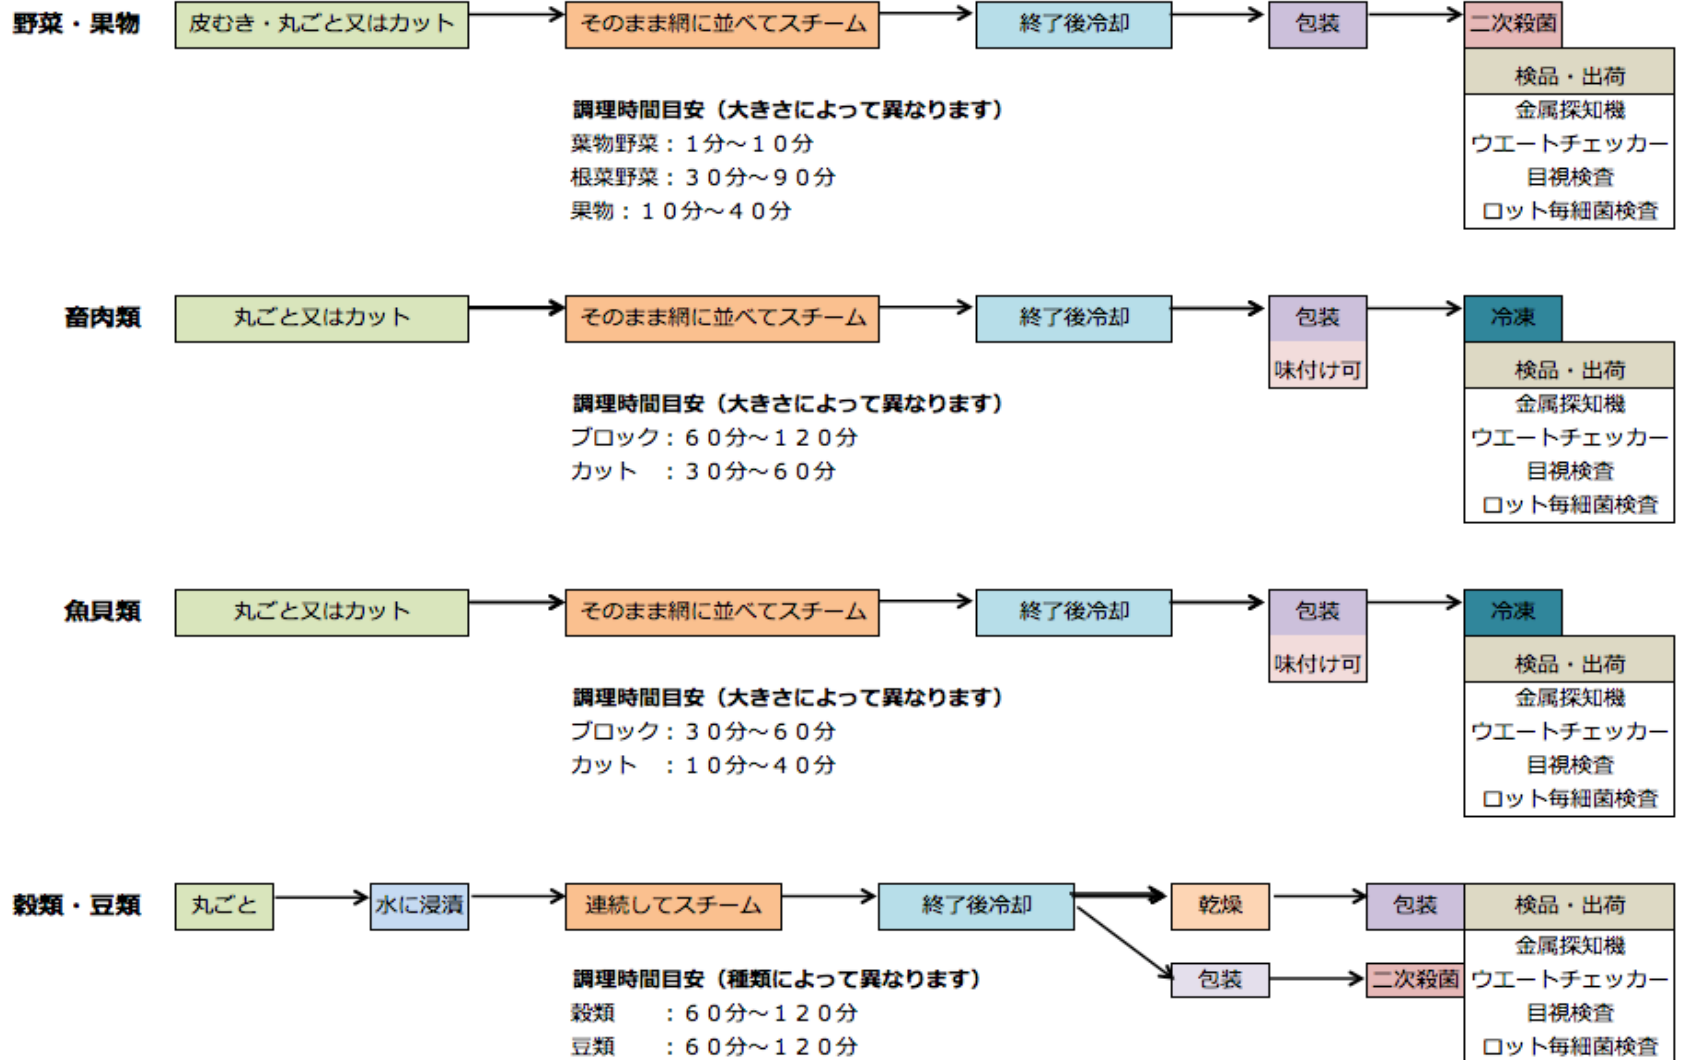 野菜・果物 皮むき・丸ごと又はカット そのまま網に並べてスチーム 終了後冷却 包装 二次殺菌
検品・出荷
調理時間目安（大きさによって異なります） 金属探知機
葉物野菜：１分～１０分 ウエートチェッカー
根菜野菜：３０分～９０分 目視検査
果物：１０分～４０分 ロット毎細菌検査
畜肉類 丸ごと又はカット そのまま網に並べてスチーム 終了後冷却 包装 冷凍
味付け可 検品・出荷
調理時間目安（大きさによって異なります） 金属探知機
ブロック：６０分～１２０分 ウエートチェッカー
カット　：３０分～６０分 目視検査
ロット毎細菌検査
魚貝類 丸ごと又はカット そのまま網に並べてスチーム 終了後冷却 包装 冷凍
味付け可 検品・出荷
調理時間目安（大きさによって異なります） 金属探知機
ブロック：３０分～６０分 ウエートチェッカー
カット　：１０分～４０分 目視検査
ロット毎細菌検査
穀類・豆類 丸ごと 水に浸漬 連続してスチーム 終了後冷却 乾燥 包装 検品・出荷
金属探知機
調理時間目安（種類によって異なります） 包装 二次殺菌 ウエートチェッカー
穀類　　：６０分～１２０分 目視検査
豆類　　：６０分～１２０分 ロット毎細菌検査